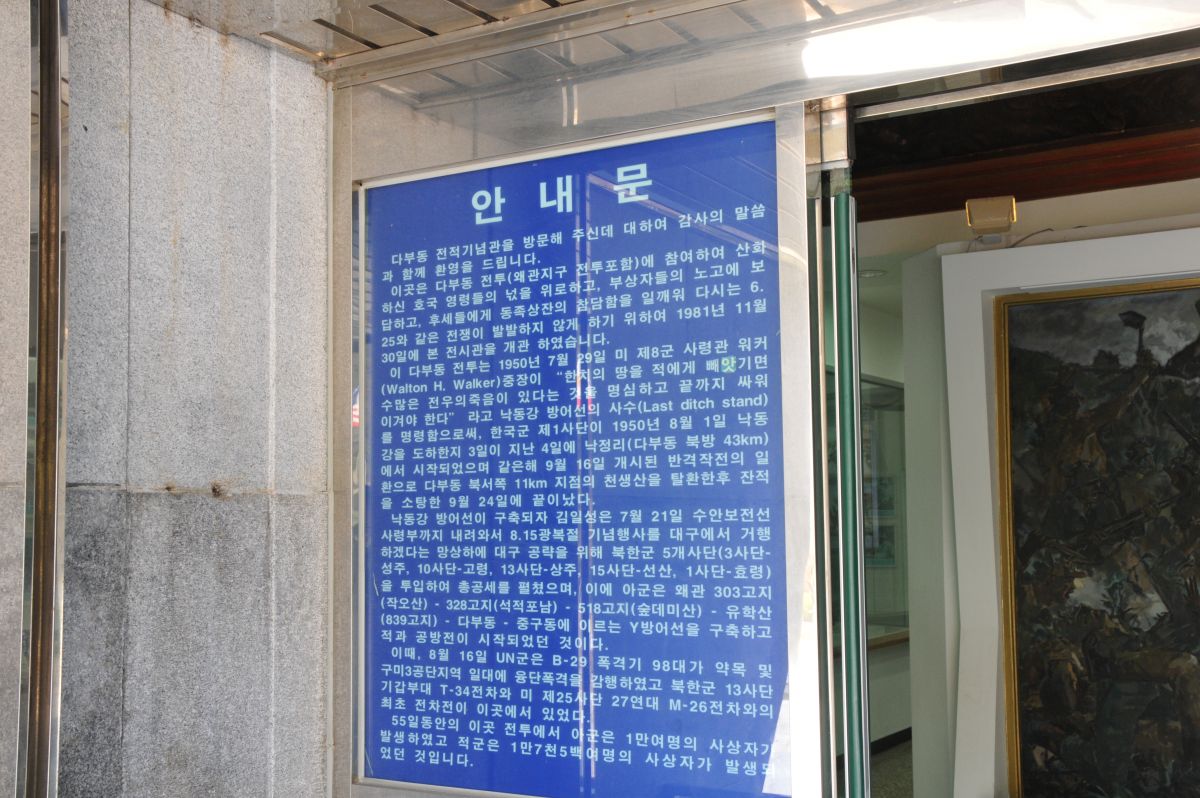 안 내 문
다부동 전적기념관을 방문해 주신데 대하여 감사의 말씀
과 함께 환영을 드립니다.
이곳은 다부동 전투(왜관지구 전투포함)에 참여하여 산화
하신 호국 영령들의 넋을 위로하고, 부상자들의 노고에 보
답하고, 후세들에게 동족상잔의 참담함을 일깨워 다시는 6.
25와 같은 전쟁이 발발하지 않게 하기 위하여 1981년 11월
30일에 본 전시관을 개관 하였습니다.
이 다부동 전투는 1950년 7월 29일 미 제8군 사령관 워커
(Walton H. Walker)중장이 “한치의 땅을 적에게 빼앗기면
수많은 전우의죽음이 있다는 것을 명심하고 끝까지 싸워
이겨야 한다” 라고 낙동강 방어선의 사수(Last ditch stand)
를 명령함으로써, 한국군 제1사단이 1950년 8월 1일 낙동
강을 도하한지 3일이 지난 4일에 낙정리(다부동 북방 43km)
에서 시작되었으며 같은해 9월 16일 개시된 반격작전의 일
환으로 다부동 북서쪽 11km 지점의 천생산을 탈환한후 잔적
을 소탕한 9월 24일에 끝이났다.
낙동강 방어선이 구축되자 김일성은 7월 21일 수안보전선
사령부까지 내려와서 8.15광복절 기념행사를 대구에서 거행
하겠다는 망상하에 대구 공략을 위해 북한군 5개사단(3사단-
성주, 10사단-고령, 13사단-상주, 15사단-선산, 1사단-효령)
을 투입하여 총공세를 펼쳤으며, 이에 아군은 왜관 303고지
(작오산) - 328고지(석적포남) - 518고지(숲데미산) - 유학산
(839고지) - 다부동 - 중구동에 이르는 Y방어선을 구축하고
적과 공방전이 시작되었던 것이다.
이때, 8월 16일 UN군은 B-29 폭격기 98대가 약목 및
구미3공단지역 일대에 융단폭격을 감행하였고 북한군 13사단
기갑부대 T-34전차와 미 제25사단 27연대 M-26전차와의
최초 전차전이 이곳에서 있었다.
55일동안의 이곳 전투에서 아군은 1만여명의 사상자가
발생하였고 적군은 1만7천5백여명의 사상자가 발생되
었던 것입니다.